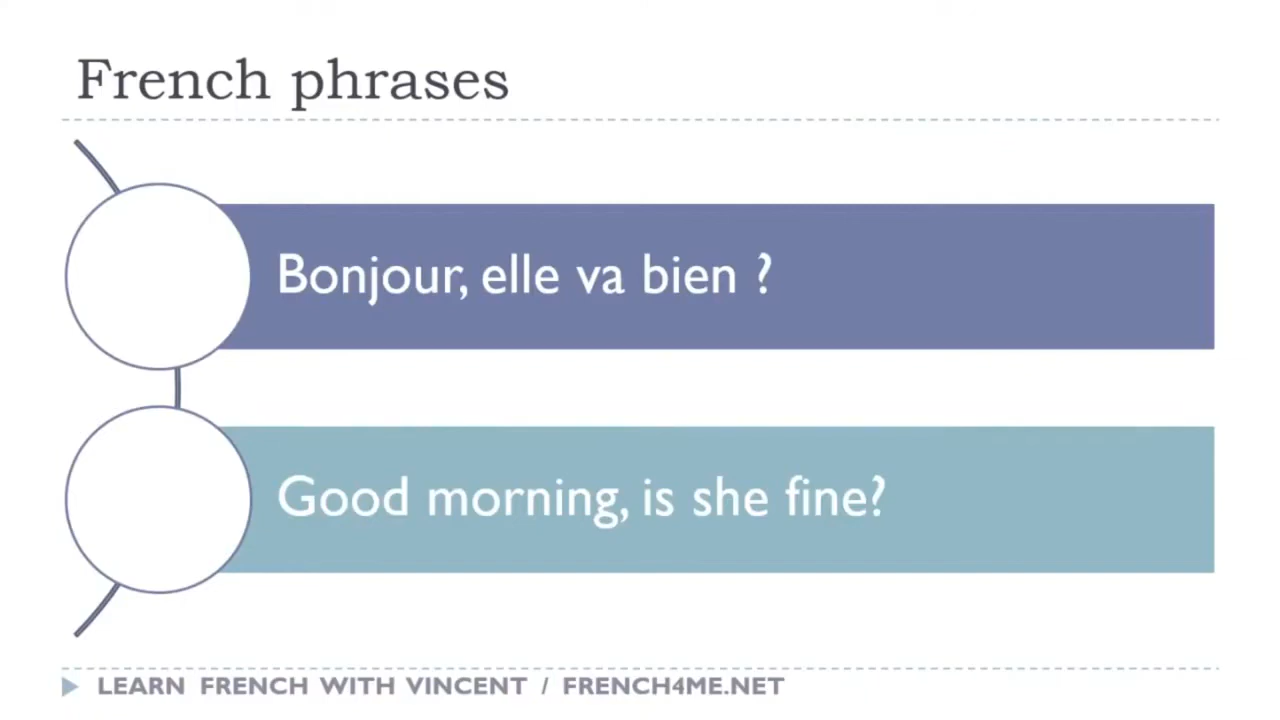 French phrases
Bonjour, elle va bien ?
Good morning, is she fine?
LEARN FRENCH WITH VINCENT / FRENCH4ME.NET